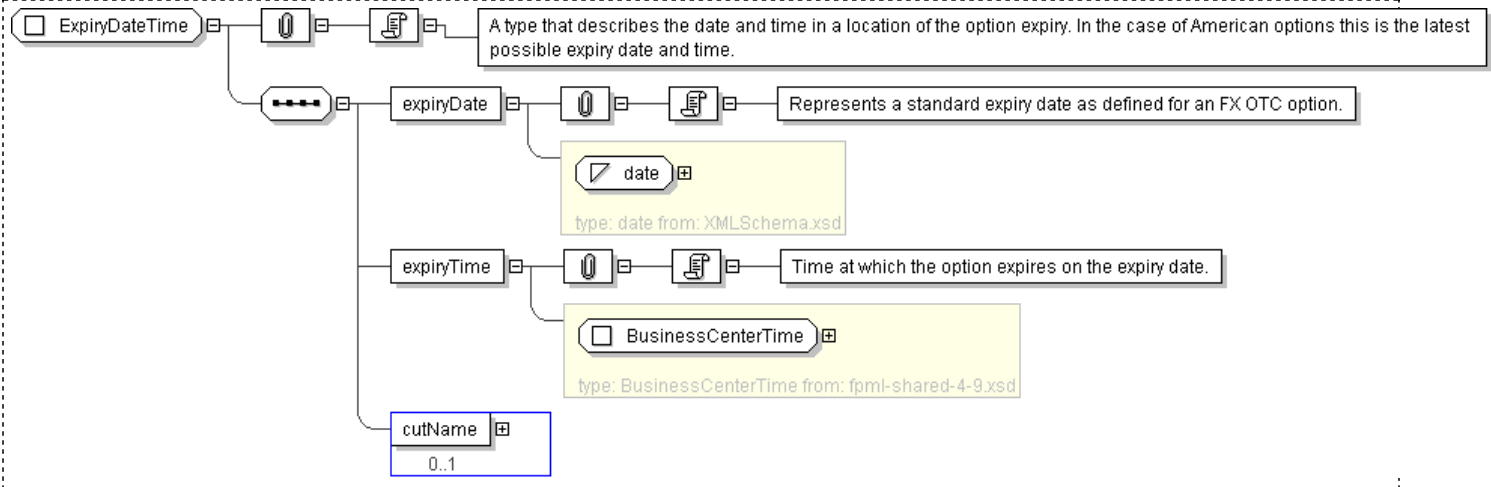 ExpiryDateTime
A type that describes the date and time in a location of the option expiry. In the case of American options this is the latest
possible expiry date and time.
expiryDate
Represents a standard expiry date as defined for an FX OTC option.
date
type: date from: XMLSchema.xsd
expiryTime
Time at which the option expires on the expiry date.
BusinessCenterTime
type: BusinessCenterTime from: fpml-shared-4-9.xsd
cutName
0..1